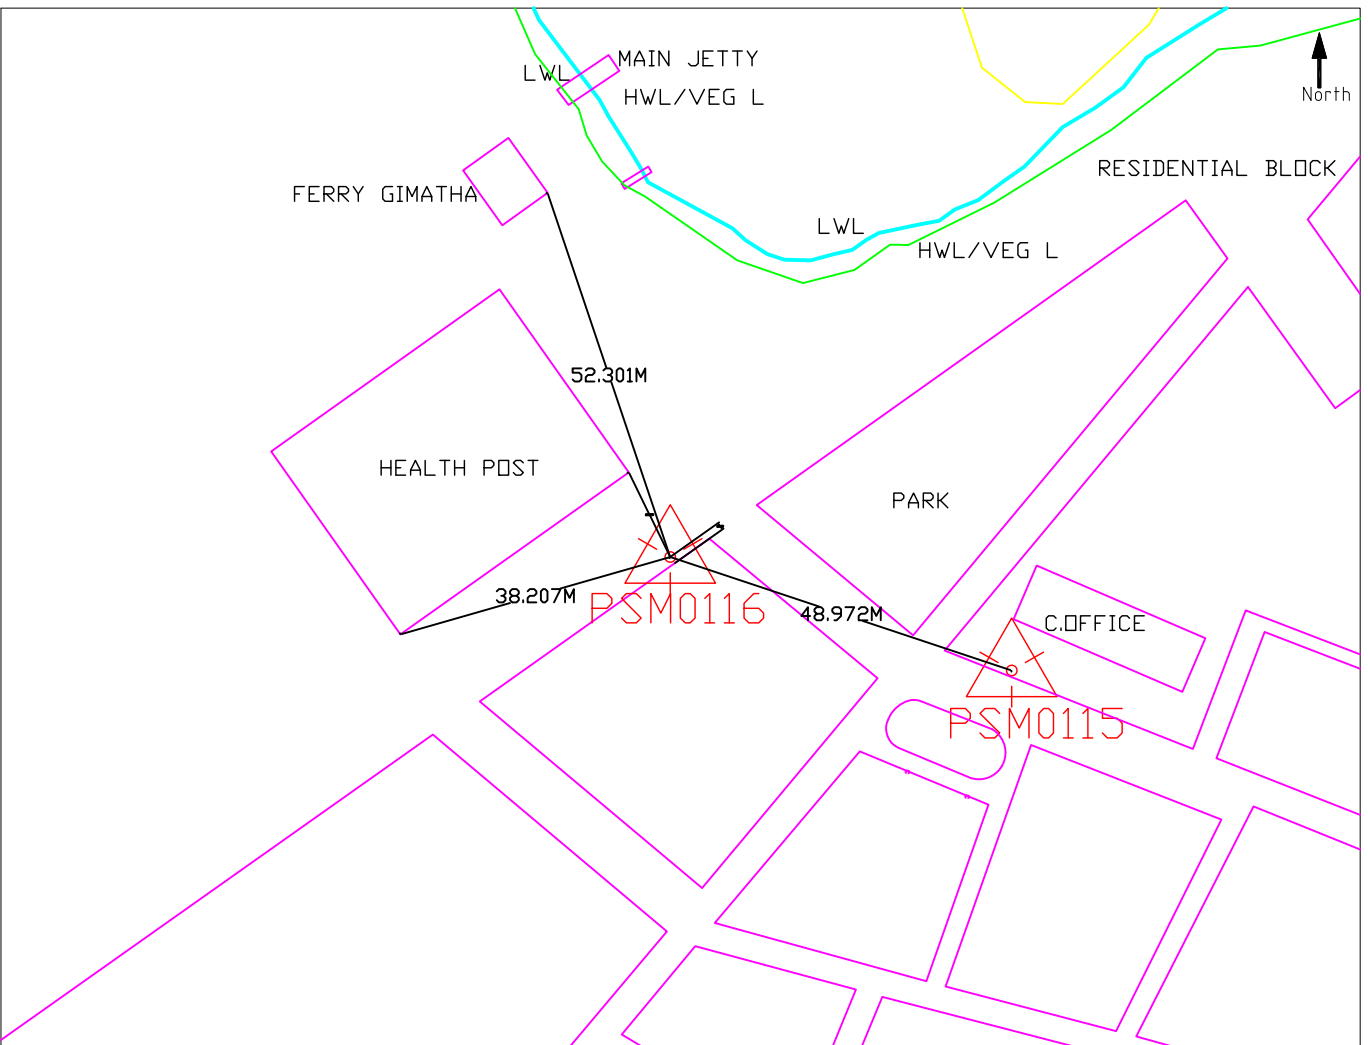 MAIN JETTY
LWL
HWL/VEG L
North
RESIDENTIAL BLOCK
FERRY GIMATHA
LWL
HWL/VEG L
52.301M
HEALTH POST
PARK
38.207M
PSM0116
48.972M
C.OFFICE
PSM0115